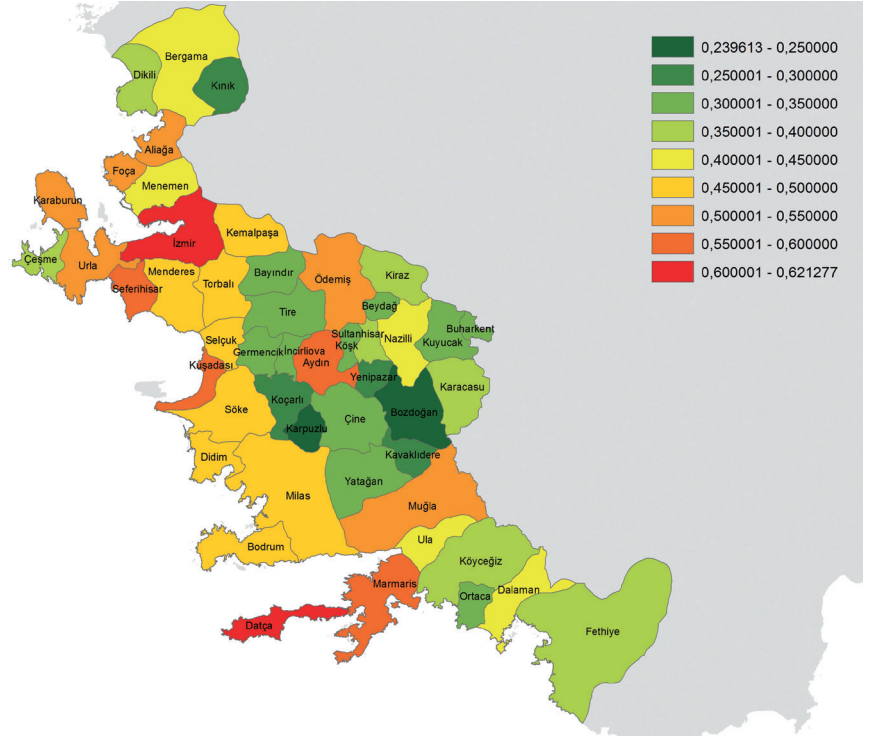 Bergama
Dikili
Kınık
Aliağa
Foça
Menemen
Karaburun
İzmir
Kemalpaşa
Çeşme
Urla
Seferihisar
Menderes
Torbalı
Bayındır
Ödemiş
Kiraz
Beydağ
Tire
Selçuk
Germencik
İncirliova
Aydın
Sultanhisar
Köşk
Nazilli
Buharkent
Kuyucak
Kuşadası
Yenipazar
Karacasu
Söke
Koçarlı
Karpuzlu
Çine
Bozdoğan
Didim
Kavaklıdere
Yatağan
Milas
Muğla
Bodrum
Ula
Köyceğiz
Marmaris
Ortaca
Dalaman
Datça
Fethiye
0,239613 - 0,250000
0,250001 - 0,300000
0,300001 - 0,350000
0,350001 - 0,400000
0,400001 - 0,450000
0,450001 - 0,500000
0,500001 - 0,550000
0,550001 - 0,600000
0,600001 - 0,621277